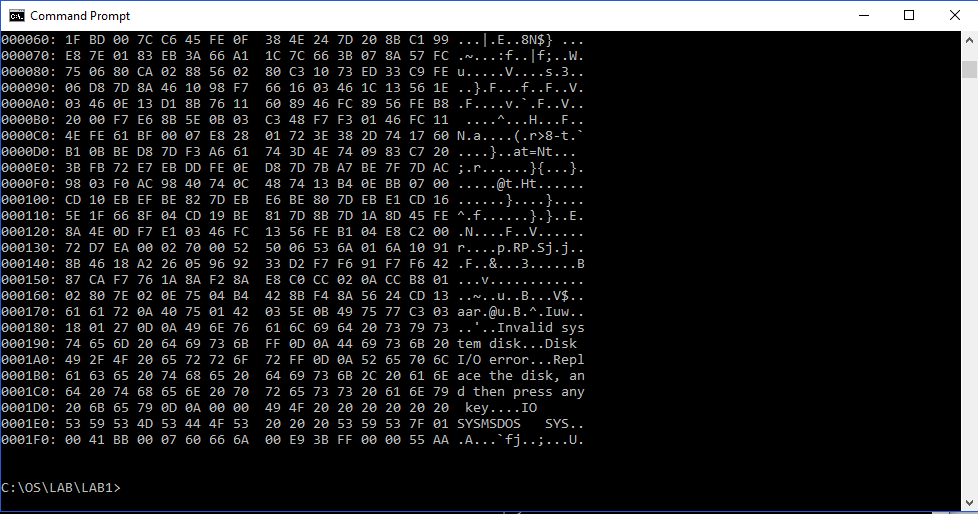 Command Prompt
000060: 1F BD 00 7C C6 45 FE 0F  38 4E 24 7D 20 8B C1 99 ...|.E..8N$} ...
000070: E8 7E 01 83 EB 3A 66 A1  1C 7C 66 3B 07 8A 57 FC .~...:f..|f;..W.
000080: 75 06 80 CA 02 88 56 02  80 C3 10 73 ED 33 C9 FE u.....V....s.3..
000090: 06 D8 7D 8A 46 10 98 F7  66 16 03 46 1C 13 56 1E ..}.F...f..F..V.
0000A0: 03 46 0E 13 D1 8B 76 11  60 89 46 FC 89 56 FE B8 .F....v.`.F..V..
0000B0: 20 00 F7 E6 8B 5E 0B 03  C3 48 F7 F3 01 46 FC 11  ....^...H...F..
0000C0: 4E FE 61 BF 00 07 E8 28  01 72 3E 38 2D 74 17 60 N.a....(.r>8-t.`
0000D0: B1 0B BE D8 7D F3 A6 61  74 3D 4E 74 09 83 C7 20 ....}..at=Nt...
0000E0: 3B FB 72 E7 EB DD FE 0E  D8 7D 7B A7 BE 7F 7D AC ;.r......}{...}.
0000F0: 98 03 F0 AC 98 40 74 0C  48 74 13 B4 0E BB 07 00 .....@t.Ht......
000100: CD 10 EB EF BE 82 7D EB  E6 BE 80 7D EB E1 CD 16 ......}....}....
000110: 5E 1F 66 8F 04 CD 19 BE  81 7D 8B 7D 1A 8D 45 FE ^.f......}.}..E.
000120: 8A 4E 0D F7 E1 03 46 FC  13 56 FE B1 04 E8 C2 00 .N....F..V......
000130: 72 D7 EA 00 02 70 00 52  50 06 53 6A 01 6A 10 91 r....p.RP.Sj.j..
000140: 8B 46 18 A2 26 05 96 92  33 D2 F7 F6 91 F7 F6 42 .F..&...3......B
000150: 87 CA F7 76 1A 8A F2 8A  E8 C0 CC 02 0A CC B8 01 ...v............
000160: 02 80 7E 02 0E 75 04 B4  42 8B F4 8A 56 24 CD 13 ..~..u..B...V$..
000170: 61 61 72 0A 40 75 01 42  03 5E 0B 49 75 77 C3 03 aar.@u.B.^.Iuw..
000180: 18 01 27 0D 0A 49 6E 76  61 6C 69 64 20 73 79 73 ..'..Invalid sys
000190: 74 65 6D 20 64 69 73 6B  FF 0D 0A 44 69 73 6B 20 tem disk...Disk
0001A0: 49 2F 4F 20 65 72 72 6F  72 FF 0D 0A 52 65 70 6C I/O error...Repl
0001B0: 61 63 65 20 74 68 65 20  64 69 73 6B 2C 20 61 6E ace the disk, an
0001C0: 64 20 74 68 65 6E 20 70  72 65 73 73 20 61 6E 79 d then press any
0001D0: 20 6B 65 79 0D 0A 00 00  49 4F 20 20 20 20 20 20  key....IO
0001E0: 53 59 53 4D 53 44 4F 53  20 20 20 53 59 53 7F 01 SYSMSDOS   SYS..
0001F0: 00 41 BB 00 07 60 66 6A  00 E9 3B FF 00 00 55 AA .A...`fj..;...U.
C:\OS\LAB\LAB1>